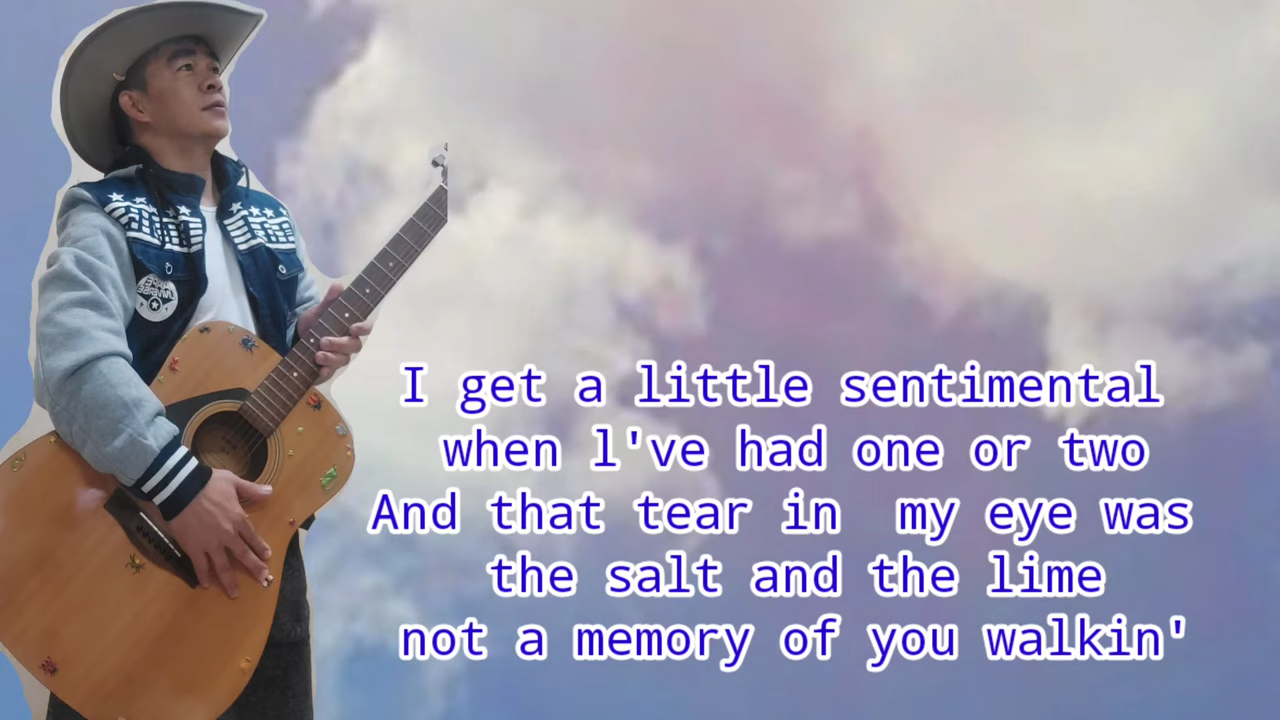 I get a little sentimental
when l've had one or two
And that tear in  my eye was
the salt and the lime
not a memory of you walkin'